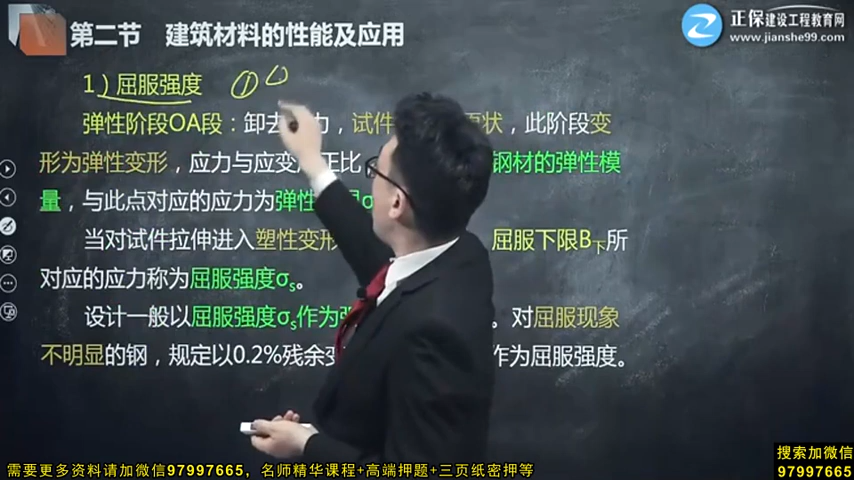 第二节 建筑材料的性能及应用
正保建设工程教育网
www.jianshe99.com
1)屈服强度 ①
弹性阶段OA段：卸去 力，试件 状，此阶段变
形为弹性变形，应力与应变 正比 钢材的弹性模
量，与此点对应的应力为弹性 σ
当对试件拉伸进入塑性变形 屈服下限B下所
对应的应力称为屈服强度σs。
设计一般以屈服强度σs作为 。对屈服现象
不明显的钢，规定以0.2%残余变 作为屈服强度。
搜索加微信
97997665
需要更多资料请加微信97997665，名师精华课程+高端押题+三页纸密押等